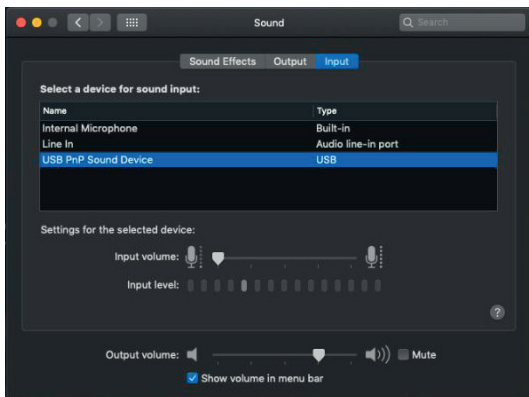 Sound
Search
Sound Effects Output Input
Select a device for sound input:
Name Type
Internal Microphone Built-in
Line In Audio line-in port
USB PnP Sound Device USB
Settings for the selected device:
Input volume:
Input level:
?
Output volume: Mute
Show volume in menu bar